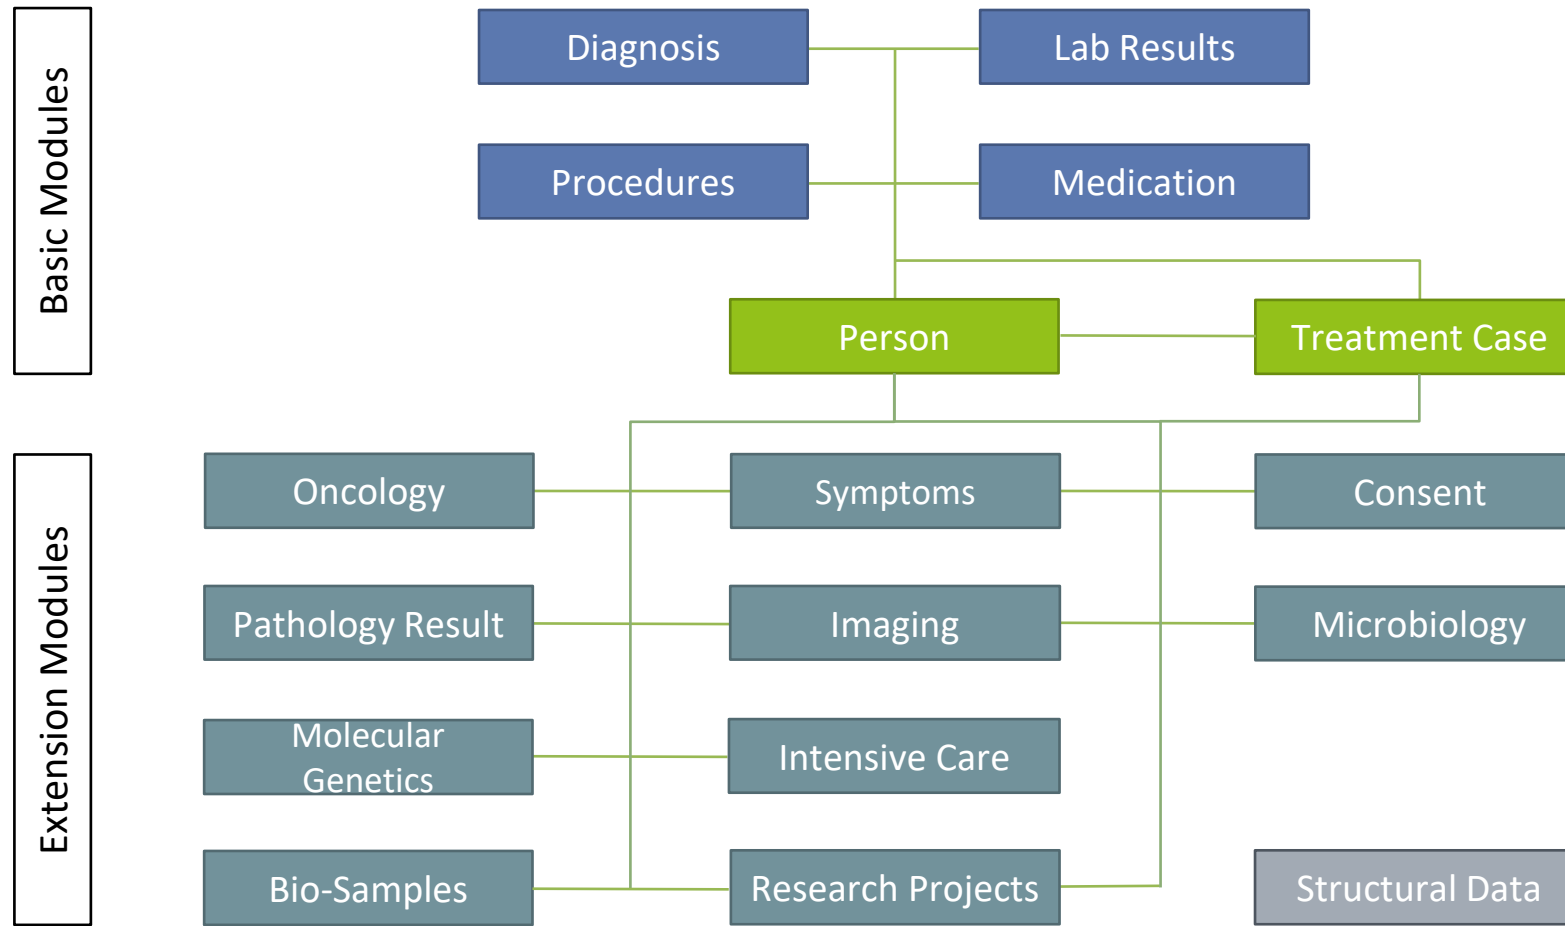 Basic Modules
Diagnosis
Lab Results
Procedures
Medication
Person
Treatment Case
Extension Modules
Oncology
Symptoms
Consent
Pathology Result
Imaging
Microbiology
Molecular
Genetics
Intensive Care
Bio-Samples
Research Projects
Structural Data